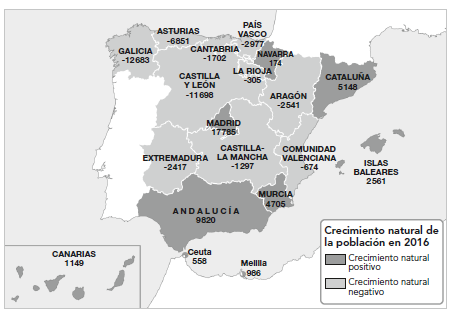 ASTURIAS
-6851
PAÍS
VASCO
-2977
GALICIA
-12683
CANTABRIA
-1702
NAVARRA
174
LA RIOJA
-305
CATALUÑA
5148
CASTILLA
Y LEÓN
-11698
ARAGÓN
-2541
MADRID
17785
EXTREMADURA
-2417
CASTILLA-
LA MANCHA
-1297
COMUNIDAD
VALENCIANA
-674
ISLAS
BALEARES
2561
MURCIA
4705
ANDALUCÍA
9820
CANARIAS
1149
Ceuta
558
Melilla
986
Crecimiento natural de
la población en 2016
Crecimiento natural
positivo
Crecimiento natural
negativo